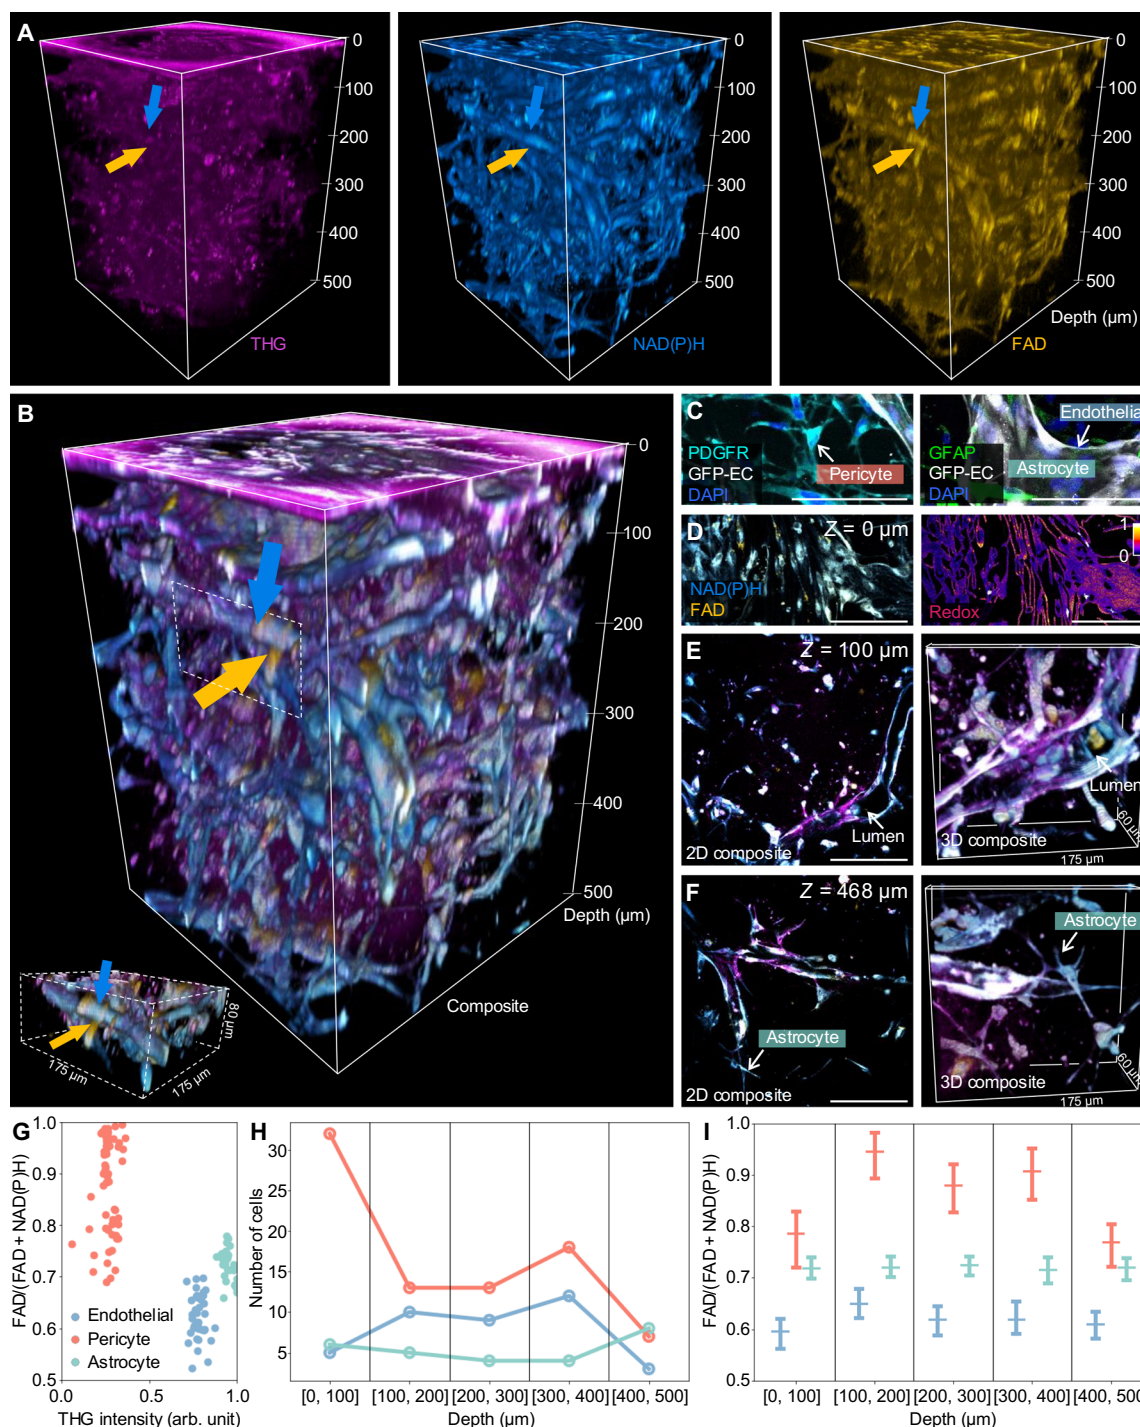 A
0
100
200
300
400
500
THG
0
100
200
300
400
500
NAD(P)H
0
100
200
300
400
500
Depth (µm)
FAD
B
0
100
200
300
400
500
Depth (µm)
Composite
80 µm
175 µm
175 µm
C
PDGFR
GFP-EC
DAPI
Pericyte
Endothelial
GFAP
GFP-EC
DAPI
Astrocyte
D
Z = 0 µm
NAD(P)H
FAD
1
0
Redox
E
Z = 100 µm
Lumen
2D composite
Lumen
3D composite
60 µm
175 µm
F
Z = 468 µm
Astrocyte
2D composite
Astrocyte
3D composite
60 µm
175 µm
G
FAD/(FAD + NAD(P)H)
1.0
0.9
0.8
0.7
0.6
0.5
Endothelial
Pericyte
Astrocyte
0.0
0.5
1.0
THG intensity (arb. unit)
H
Number of cells
30
25
20
15
10
5
[0, 100]
[100, 200]
[200, 300]
[300, 400]
[400, 500]
Depth (µm)
I
FAD/(FAD + NAD(P)H)
1.0
0.9
0.8
0.7
0.6
0.5
[0, 100]
[100, 200]
[200, 300]
[300, 400]
[400, 500]
Depth (µm)